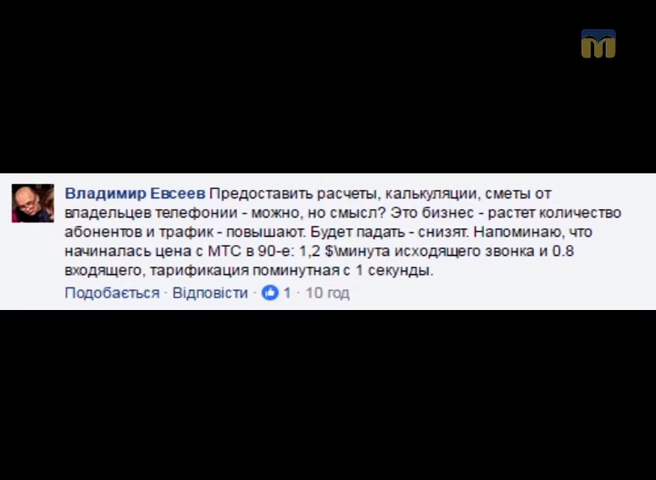 Владимир Евсеев Предоставить расчеты, калькуляции, сметы от
владельцев телефонии - можно, но смысл? Это бизнес - растет количество
абонентов и трафик - повышают. Будет падать - снизят. Напоминаю, что
начиналась цена с МТС в 90-е: 1,2 $\минута исходящего звонка и 0.8
входящего, тарификация поминутная с 1 секунды.
Подобається · Відповісти · 1 · 10 год